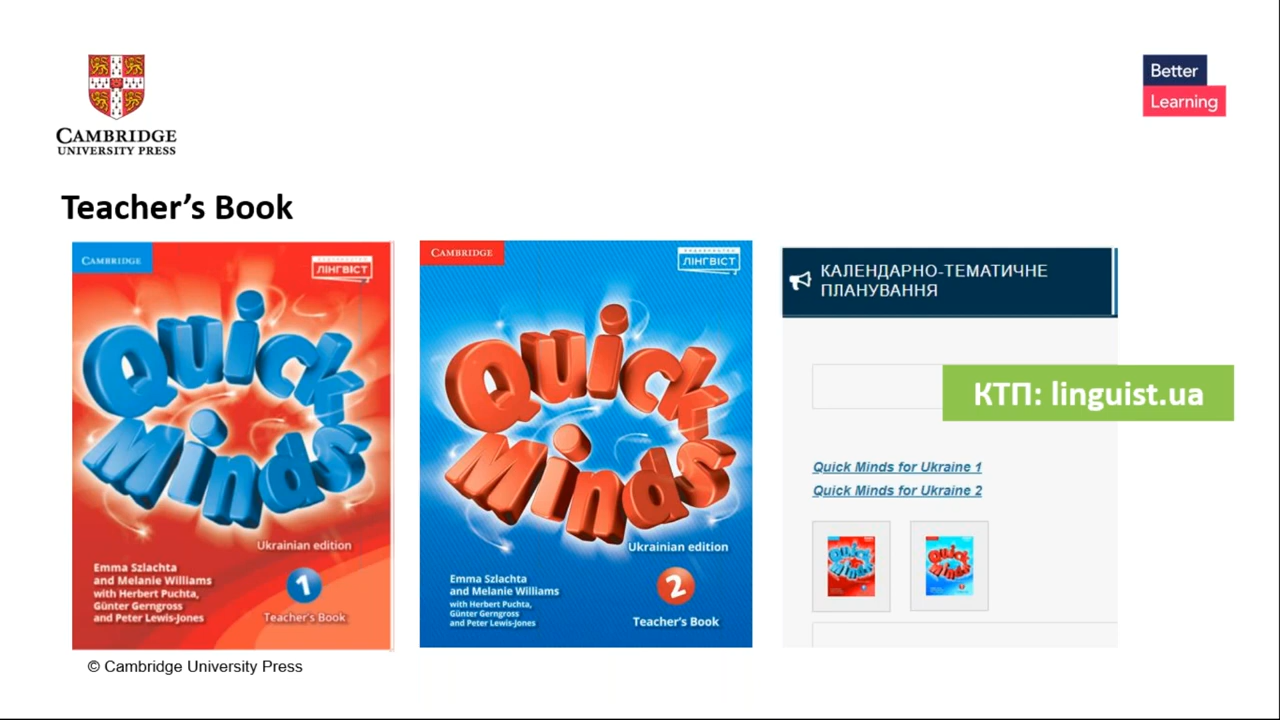 CAMBRIDGE
UNIVERSITY PRESS
Better
Learning
Teacher's Book
CAMBRIDGE
ЛІНГВІСТ
Quick
Minds
Ukrainian edition
Emma Szlachta
and Melanie Williams
with Herbert Puchta,
Günter Gerngross
and Peter Lewis-Jones
1
Teacher's Book
CAMBRIDGE
ЛІНГВІСТ
Quick
Minds
Ukrainian edition
Emma Szlachta
and Melanie Williams
with Herbert Puchta,
Günter Gerngross
and Peter Lewis-Jones
2
Teacher's Book
КАЛЕНДАРНО-ТЕМАТИЧНЕ
ПЛАНУВАННЯ
КТП: linguist.ua
Quick Minds for Ukraine 1
Quick Minds for Ukraine 2
© Cambridge University Press